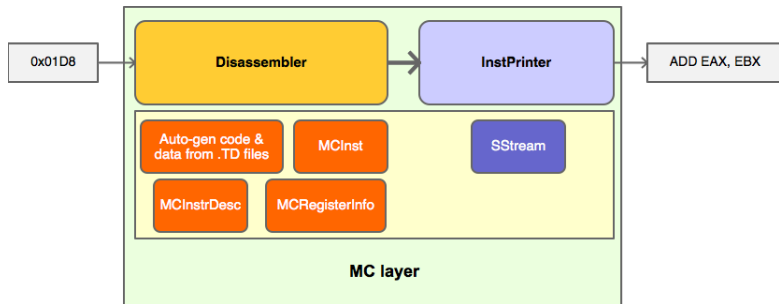 0x01D8
Disassembler
InstPrinter
ADD EAX, EBX
Auto-gen code &
data from .TD files
MCInst
SStream
MCInstrDesc
MCRegisterInfo
MC layer